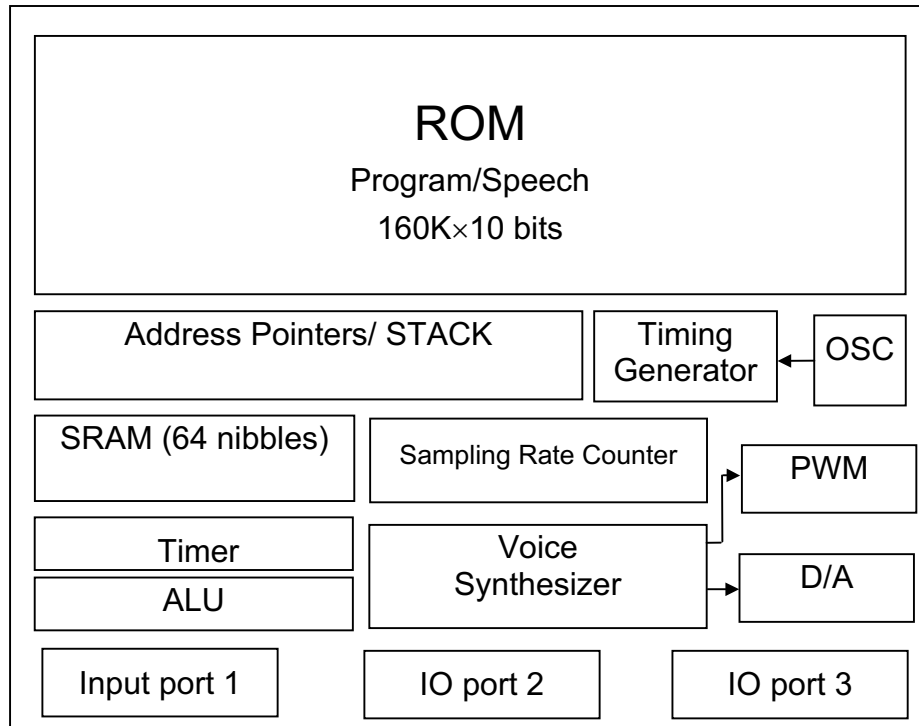 ROM
Program/Speech
160K×10 bits
Address Pointers/ STACK
Timing
Generator
OSC
SRAM (64 nibbles)
Sampling Rate Counter
PWM
Timer
Voice
Synthesizer
D/A
ALU
Input port 1
IO port 2
IO port 3